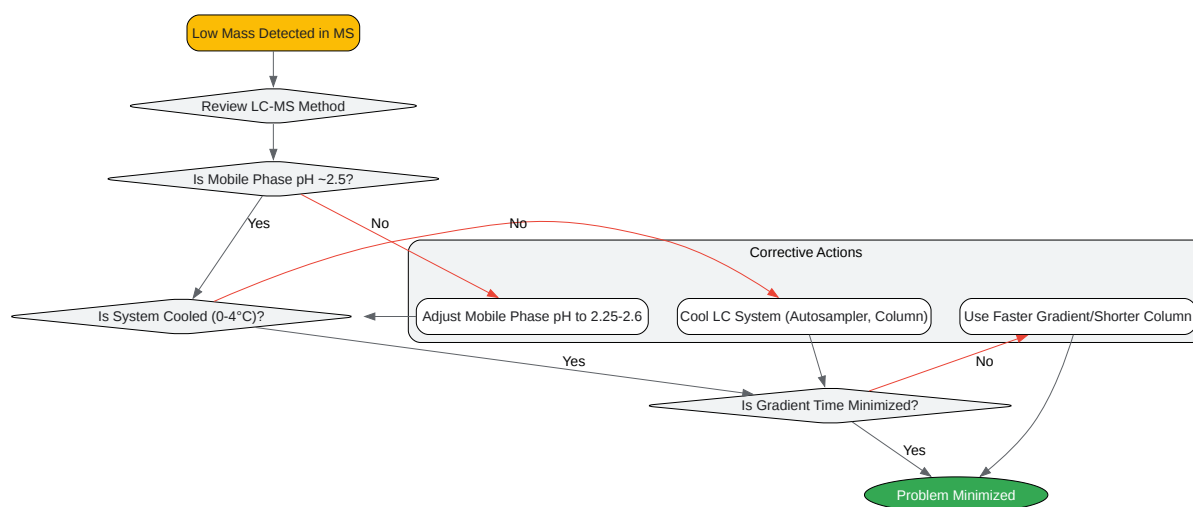 Low Mass Detected in MS
Review LC-MS Method
Is Mobile Phase pH ~2.5?
Yes
No
No
Corrective Actions
Is System Cooled (0-4°C)?
Adjust Mobile Phase pH to 2.25-2.6
Cool LC System (Autosampler, Column)
Use Faster Gradient/Shorter Column
Yes
No
Is Gradient Time Minimized?
Yes
Problem Minimized